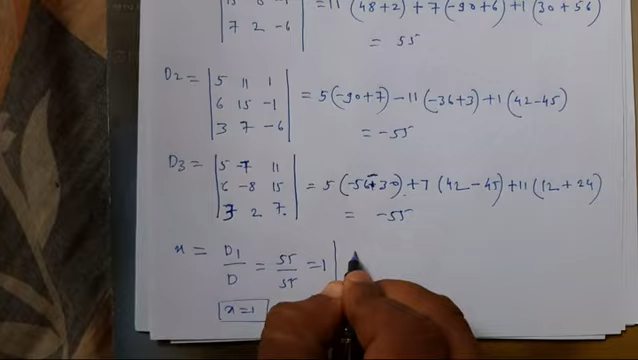 = 11 (48+2) + 7 (-90+6) + 1 (30+56)
7 2 -6
= 55
5 11 1
D2 = 6 15 -1 = 5 (-90+7) - 11 (-36+3) + 1 (42-45)
3 7 -6
= -55
5 -7 11
D3 = 6 -8 15 = 5 (-56-30) + 7 (42-45) + 11 (12+24)
3 2 7
= -55
x = D1/D = 55/55 = 1
x = 1